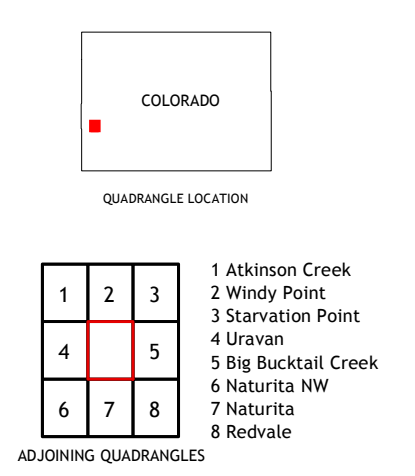 COLORADO
QUADRANGLE LOCATION
1 2 3
4 5
6 7 8
1 Atkinson Creek
2 Windy Point
3 Starvation Point
4 Uravan
5 Big Bucktail Creek
6 Naturita NW
7 Naturita
8 Redvale
ADJOINING QUADRANGLES